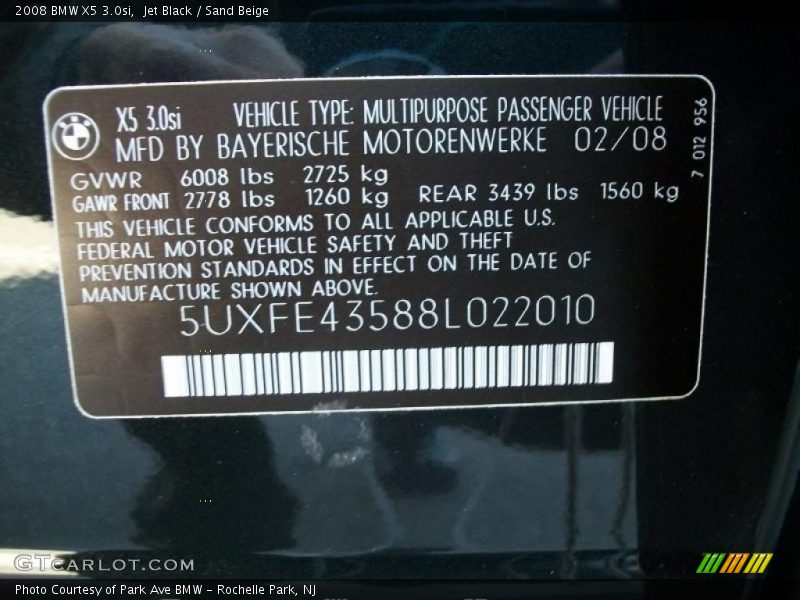 2008 BMW X5 3.0si,  Jet Black / Sand Beige
X5 3.0si VEHICLE TYPE: MULTIPURPOSE PASSENGER VEHICLE
MFD BY BAYERISCHE MOTORENWERKE 02/08
7 012 956
GVWR 6008 lbs 2725 kg
GAWR FRONT 2778 lbs 1260 kg REAR 3439 lbs 1560 kg
THIS VEHICLE CONFORMS TO ALL APPLICABLE U.S.
FEDERAL MOTOR VEHICLE SAFETY AND THEFT
PREVENTION STANDARDS IN EFFECT ON THE DATE OF
MANUFACTURE SHOWN ABOVE.
5UXFE43588L022010
GTCARLOT.COM
Photo Courtesy of Park Ave BMW - Rochelle Park, NJ